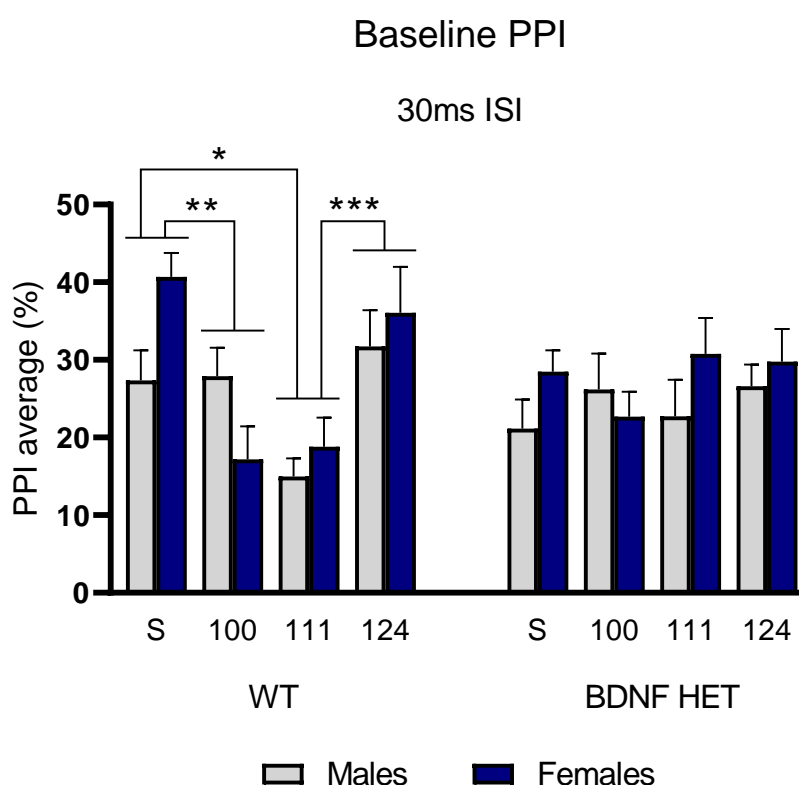 Baseline PPI
30ms ISI
*
** ***
PPI average (%)
50
40
30
20
10
0
S 100 111 124 S 100 111 124
WT BDNF HET
Males Females